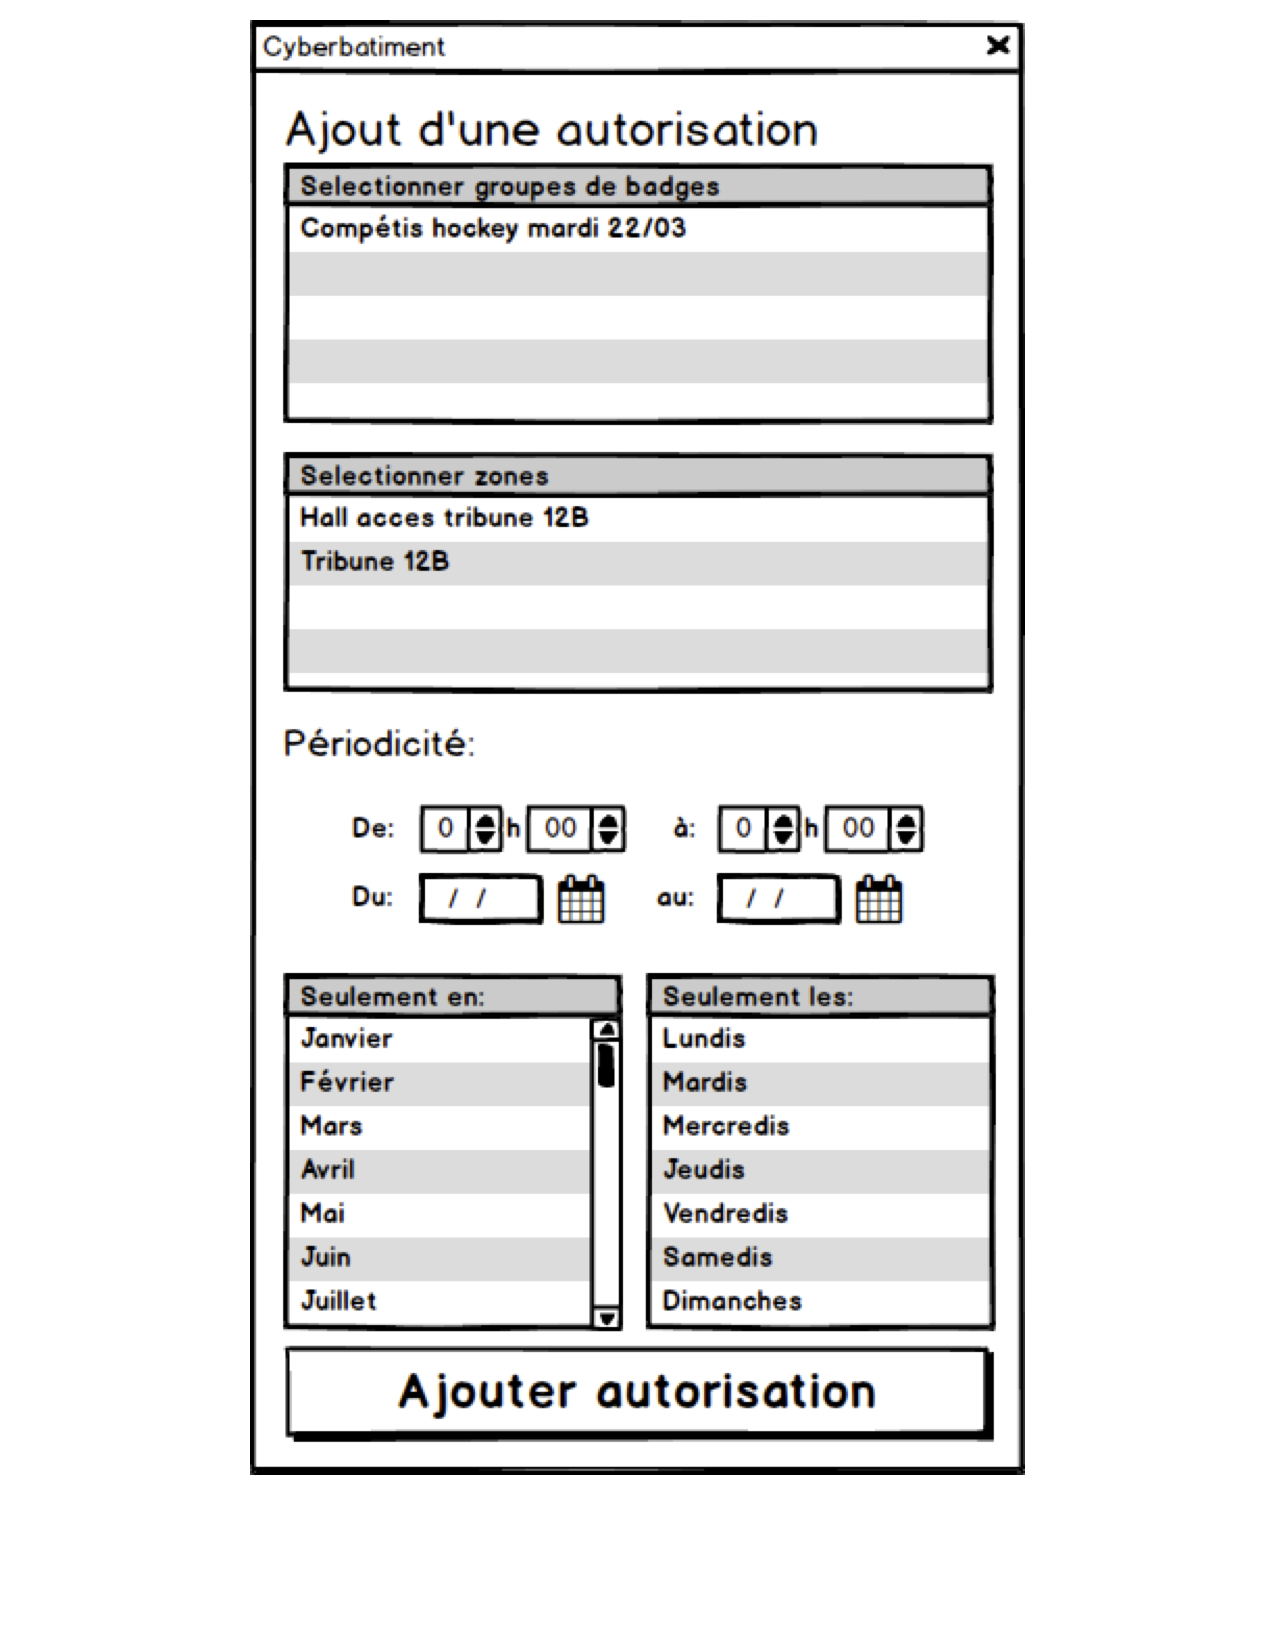 Cyberbatiment
Ajout d'une autorisation
Selectionner groupes de badges
Compétis hockey mardi 22/03
Selectionner zones
Hall acces tribune 12B
Tribune 12B
Périodicité:
De: 0 h 00 à: 0 h 00
Du: / / au: / /
Seulement en:
Janvier
Février
Mars
Avril
Mai
Juin
Juillet
Seulement les:
Lundis
Mardis
Mercredis
Jeudis
Vendredis
Samedis
Dimanches
Ajouter autorisation